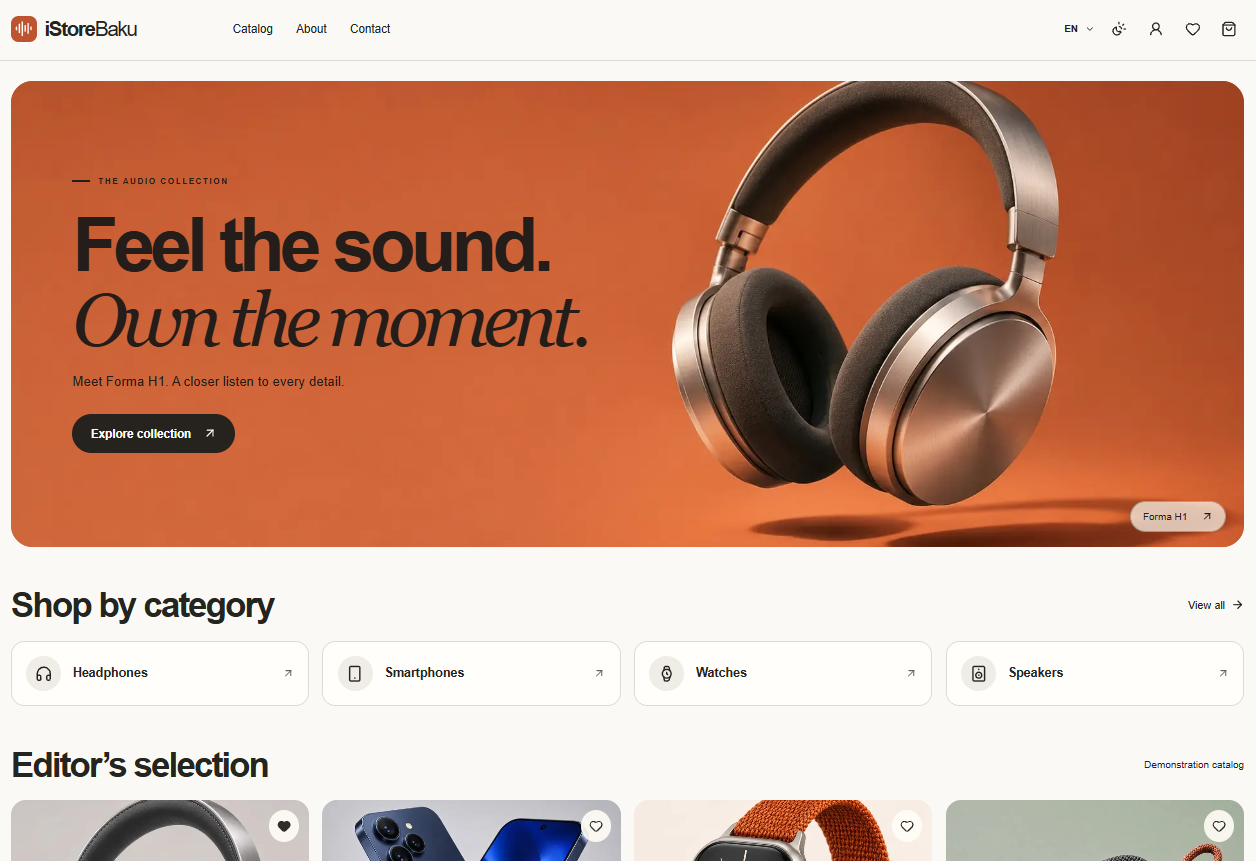 iStoreBaku
Catalog
About
Contact
EN
THE AUDIO COLLECTION
Feel the sound.
Own the moment.
Meet Forma H1. A closer listen to every detail.
Explore collection
Forma H1
Shop by category
View all
Headphones
Smartphones
Watches
Speakers
Editor’s selection
Demonstration catalog